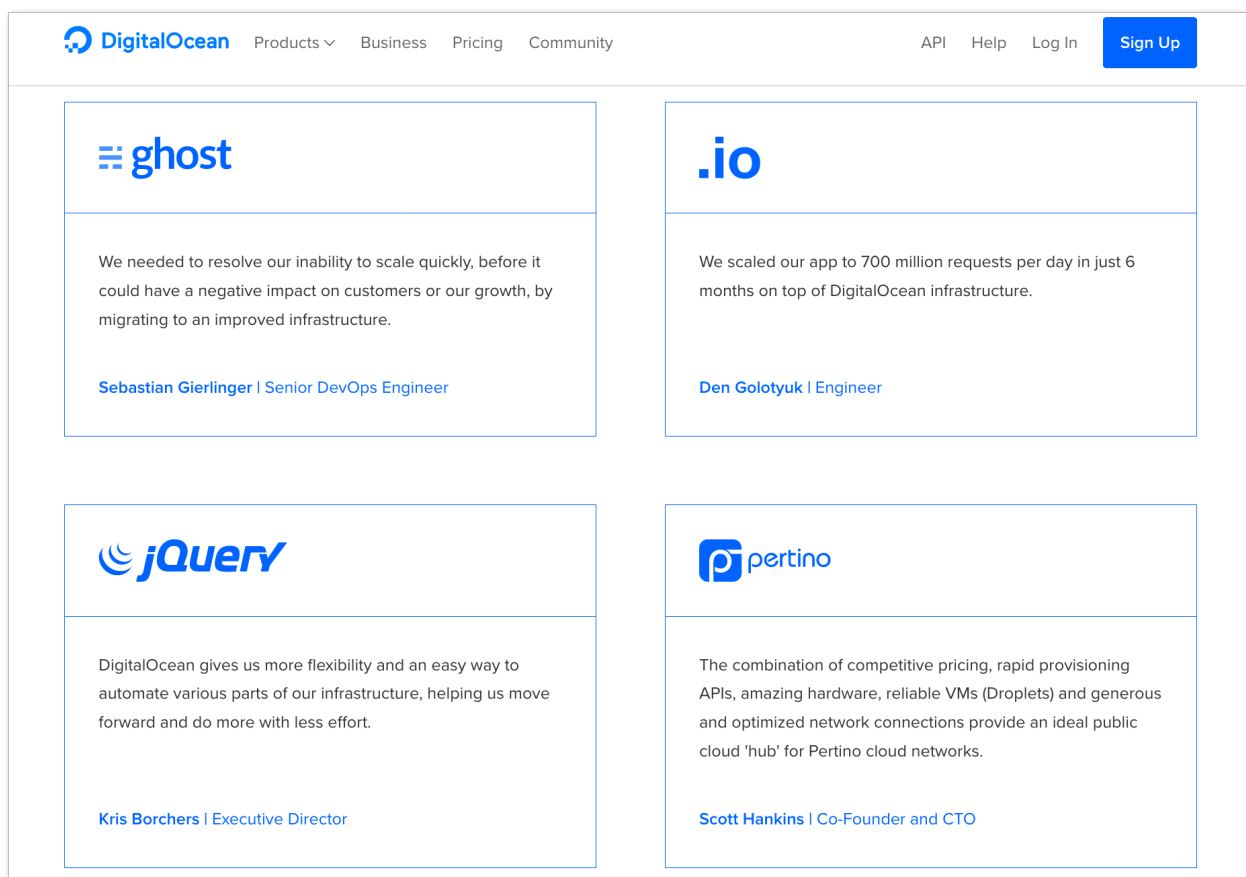 DigitalOcean Products Business Pricing Community API Help Log In Sign Up
ghost
We needed to resolve our inability to scale quickly, before it
could have a negative impact on customers or our growth, by
migrating to an improved infrastructure.
Sebastian Gierlinger | Senior DevOps Engineer
.io
We scaled our app to 700 million requests per day in just 6
months on top of DigitalOcean infrastructure.
Den Golotyuk | Engineer
jQuery
DigitalOcean gives us more flexibility and an easy way to
automate various parts of our infrastructure, helping us move
forward and do more with less effort.
Kris Borchers | Executive Director
pertino
The combination of competitive pricing, rapid provisioning
APIs, amazing hardware, reliable VMs (Droplets) and generous
and optimized network connections provide an ideal public
cloud 'hub' for Pertino cloud networks.
Scott Hankins | Co-Founder and CTO